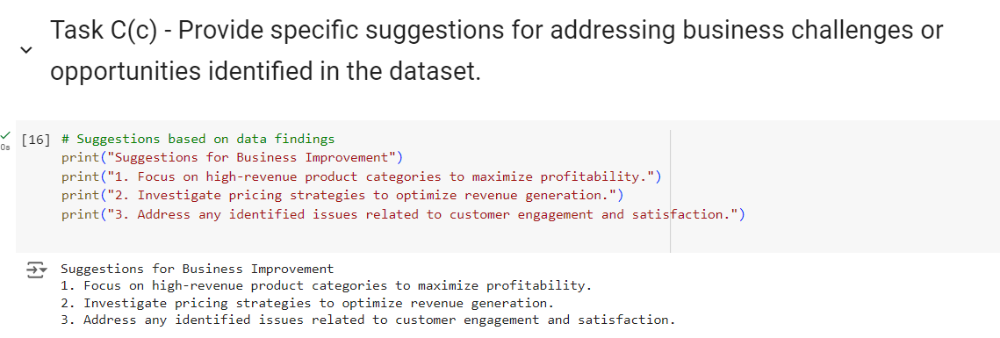 Task C(c) - Provide specific suggestions for addressing business challenges or
opportunities identified in the dataset.
0s
[16] # Suggestions based on data findings
print("Suggestions for Business Improvement")
print("1. Focus on high-revenue product categories to maximize profitability.")
print("2. Investigate pricing strategies to optimize revenue generation.")
print("3. Address any identified issues related to customer engagement and satisfaction.")
Suggestions for Business Improvement
1. Focus on high-revenue product categories to maximize profitability.
2. Investigate pricing strategies to optimize revenue generation.
3. Address any identified issues related to customer engagement and satisfaction.